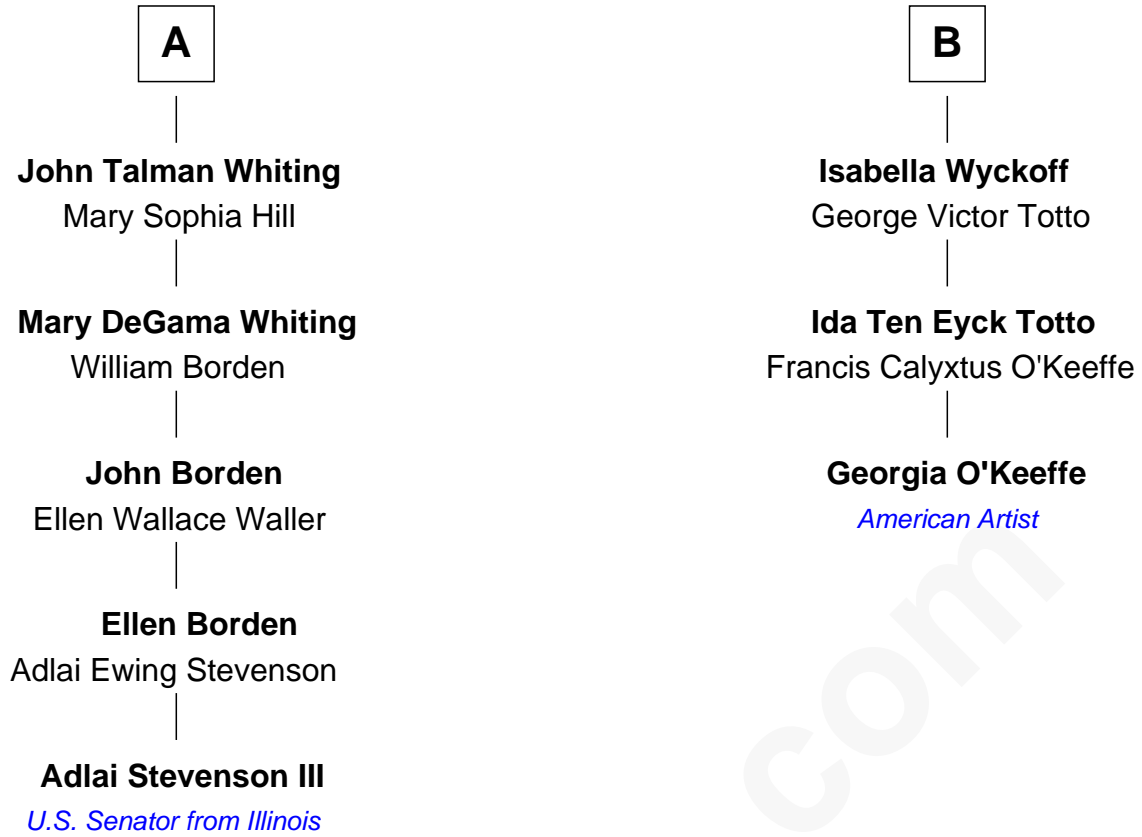 A
John Talman Whiting
Mary Sophia Hill
Mary DeGama Whiting
William Borden
John Borden
Ellen Wallace Waller
Ellen Borden
Adlai Ewing Stevenson
Adlai Stevenson III
U.S. Senator from Illinois
B
Isabella Wyckoff
George Victor Totto
Ida Ten Eyck Totto
Francis Calyxtus O'Keeffe
Georgia O'Keeffe
American Artist
com